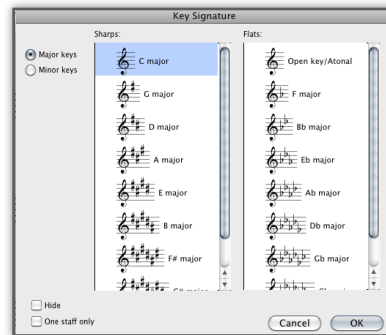 Key Signature
Sharps:
Flats:
Major keys
Minor keys
C major
G major
D major
A major
E major
B major
F# major
Open key/Atonal
F major
Bb major
Eb major
Ab major
Db major
Gb major
Hide
One staff only
Cancel
OK